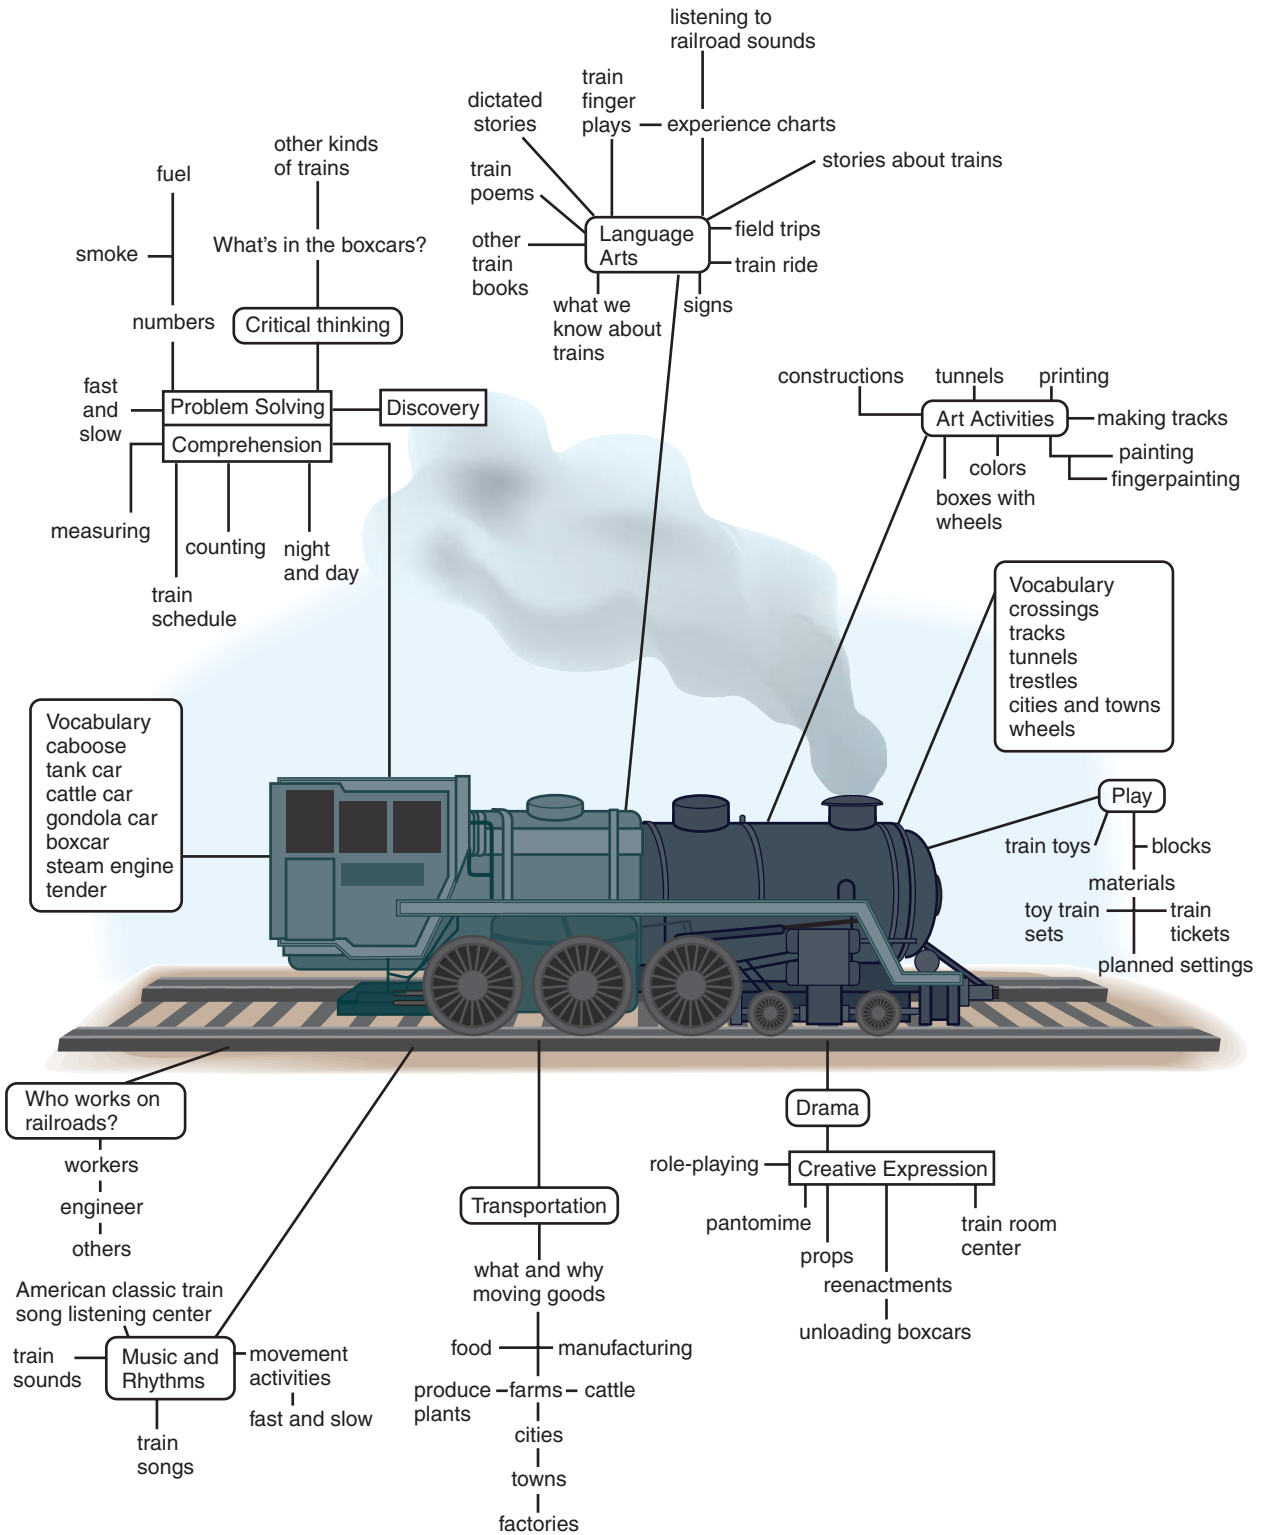 listening to
railroad sounds
train
finger
plays
experience charts
dictated
stories
stories about trains
train
poems
Language
Arts
field trips
train ride
other
train
books
what we
know about
trains
signs
other kinds
of trains
fuel
What's in the boxcars?
smoke
numbers
Critical thinking
fast
and
slow
Problem Solving
Discovery
Comprehension
measuring
counting
night
and day
train
schedule
constructions
tunnels
printing
Art Activities
making tracks
painting
fingerpainting
colors
boxes with
wheels
Vocabulary
crossings
tracks
tunnels
trestles
cities and towns
wheels
Vocabulary
caboose
tank car
cattle car
gondola car
boxcar
steam engine
tender
Play
train toys
blocks
materials
toy train
sets
train
tickets
planned settings
Who works on
railroads?
workers
engineer
others
American classic train
song listening center
train
sounds
Music and
Rhythms
movement
activities
fast and slow
train
songs
Transportation
what and why
moving goods
food
manufacturing
produce
plants
farms
cattle
cities
towns
factories
Drama
role-playing
Creative Expression
pantomime
props
reenactments
unloading boxcars
train room
center